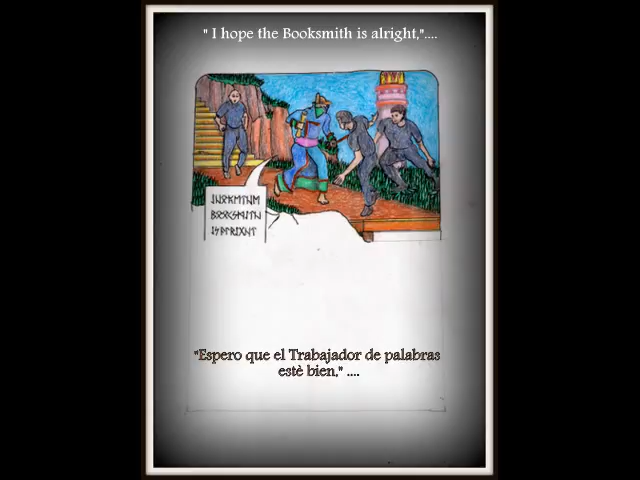 " I hope the Booksmith is alright,"....
"Espero que el Trabajador de palabras
estè bien," ....